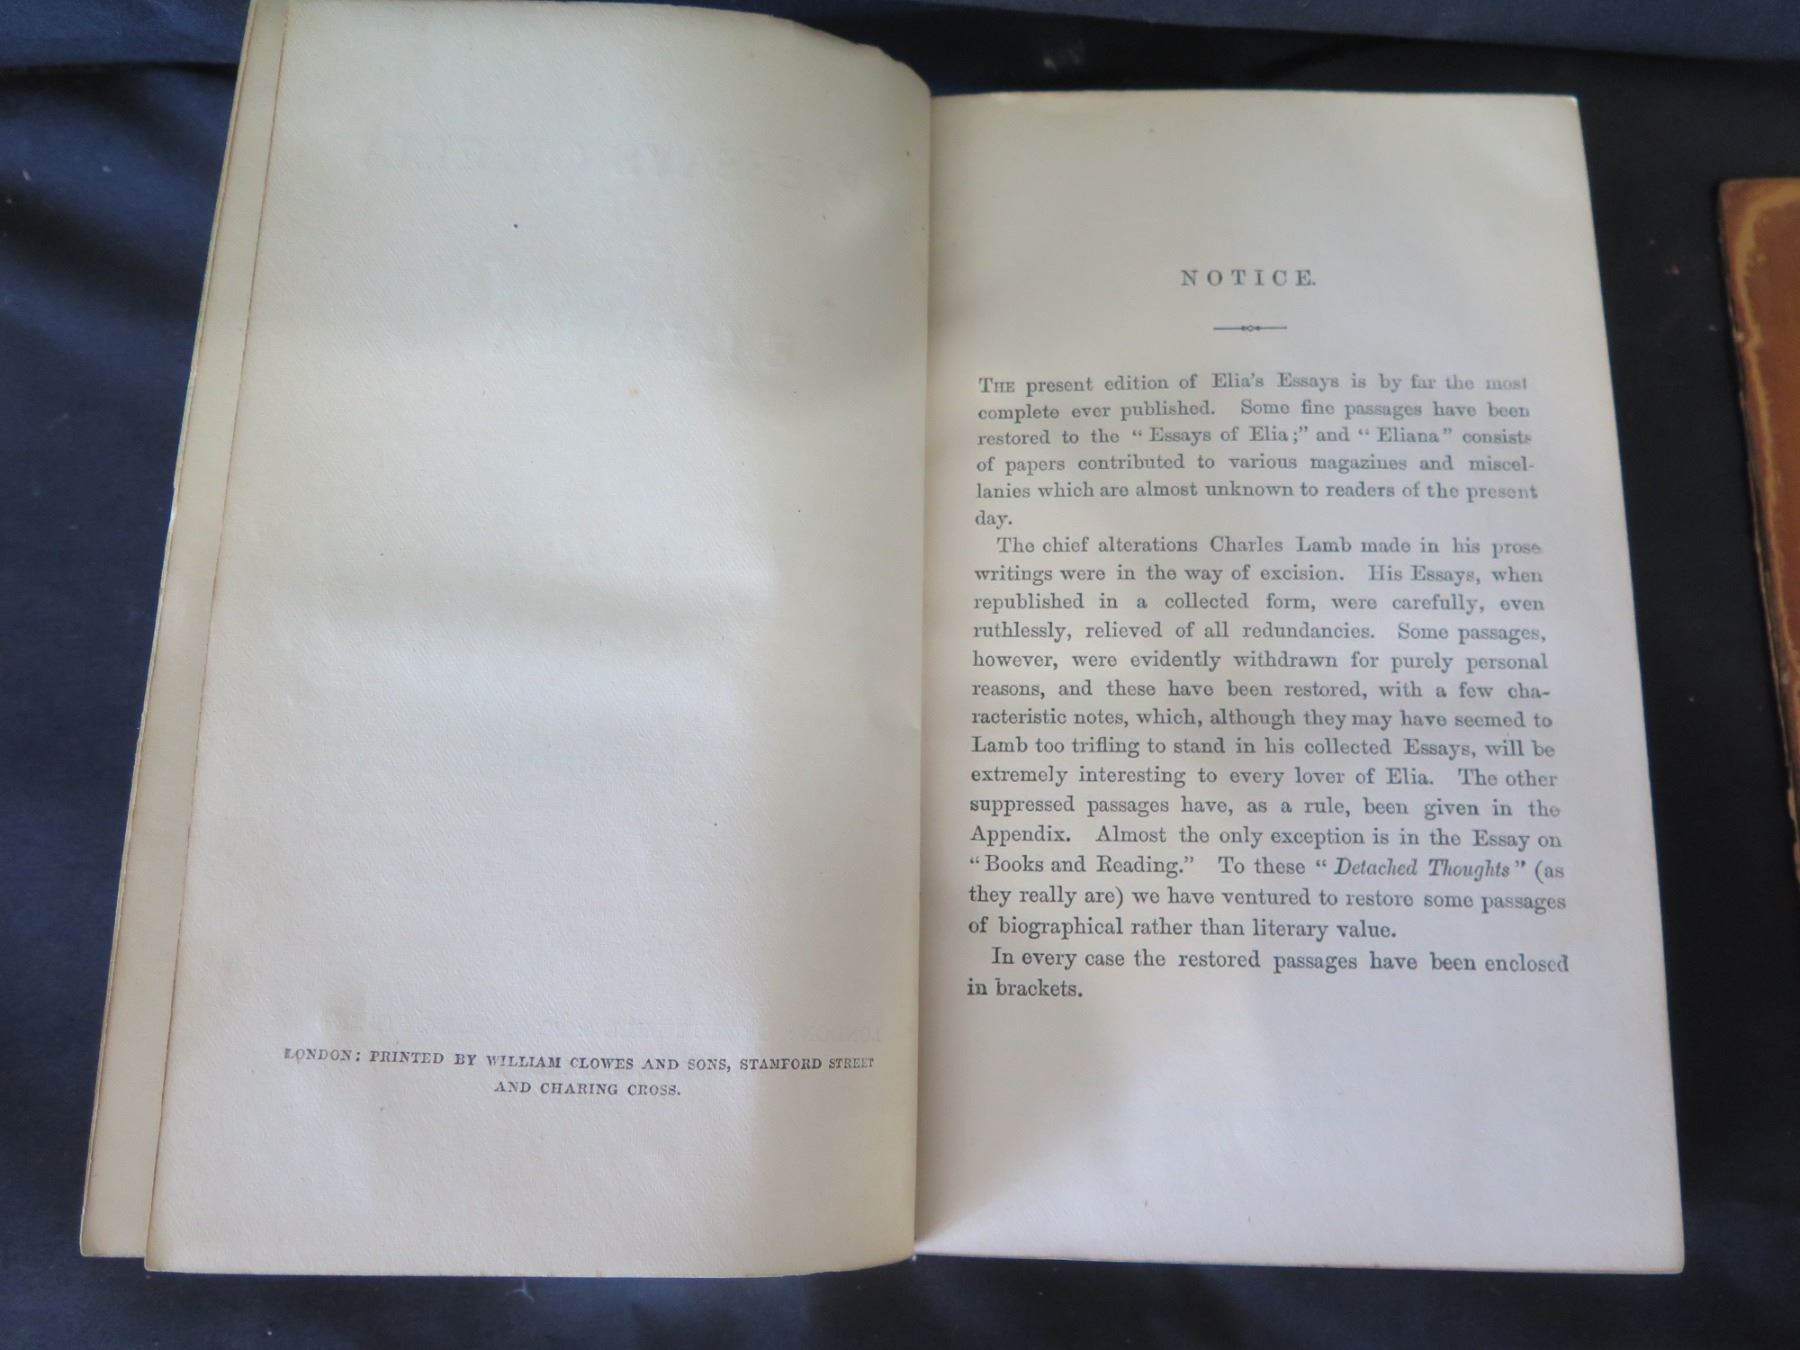 LONDON: PRINTED BY WILLIAM CLOWES AND SONS, STAMFORD STREET
AND CHARING CROSS.
NOTICE.
THE present edition of Elia's Essays is by far the most
complete ever published. Some fine passages have been
restored to the "Essays of Elia;" and "Eliana" consists
of papers contributed to various magazines and miscel-
lanies which are almost unknown to readers of the present
day.
The chief alterations Charles Lamb made in his prose
writings were in the way of excision. His Essays, when
republished in a collected form, were carefully, even
ruthlessly, relieved of all redundancies. Some passages,
however, were evidently withdrawn for purely personal
reasons, and these have been restored, with a few cha-
racteristic notes, which, although they may have seemed to
Lamb too trifling to stand in his collected Essays, will be
extremely interesting to every lover of Elia. The other
suppressed passages have, as a rule, been given in the
Appendix. Almost the only exception is in the Essay on
"Books and Reading." To these "Detached Thoughts" (as
they really are) we have ventured to restore some passages
of biographical rather than literary value.
In every case the restored passages have been enclosed
in brackets.